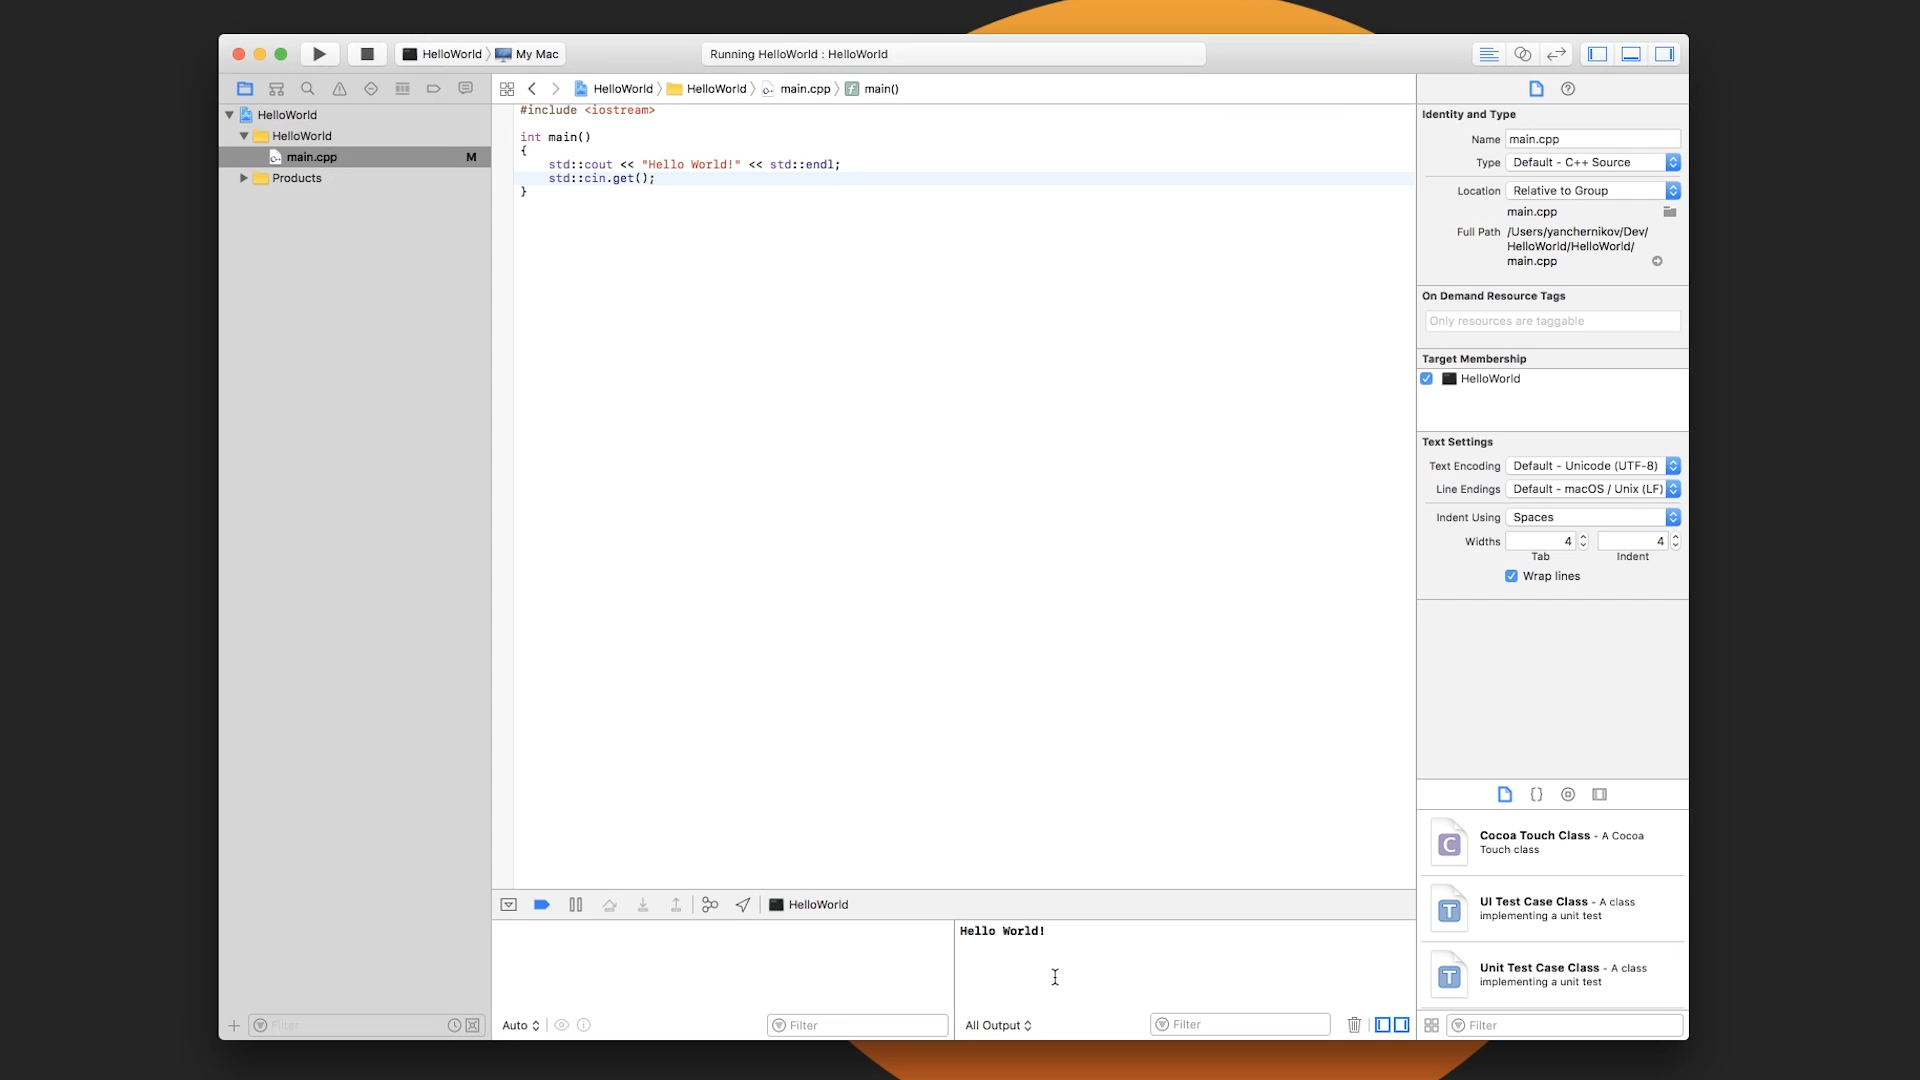 HelloWorld
My Mac
Running HelloWorld : HelloWorld
HelloWorld
HelloWorld
main.cpp
main()
HelloWorld
HelloWorld
main.cpp M
Products
#include <iostream>
int main()
{
    std::cout << "Hello World!" << std::endl;
    std::cin.get();
}
Identity and Type
Name main.cpp
Type Default - C++ Source
Location Relative to Group
main.cpp
Full Path /Users/yanchernikov/Dev/
HelloWorld/HelloWorld/
main.cpp
On Demand Resource Tags
Only resources are taggable
Target Membership
HelloWorld
Text Settings
Text Encoding Default - Unicode (UTF-8)
Line Endings Default - macOS / Unix (LF)
Indent Using Spaces
Widths 4 4
Tab Indent
Wrap lines
{}
C Cocoa Touch Class - A Cocoa
Touch class
T UI Test Case Class - A class
implementing a unit test
T Unit Test Case Class - A class
implementing a unit test
HelloWorld
Hello World!
Filter
Auto
Filter
All Output
Filter
Filter